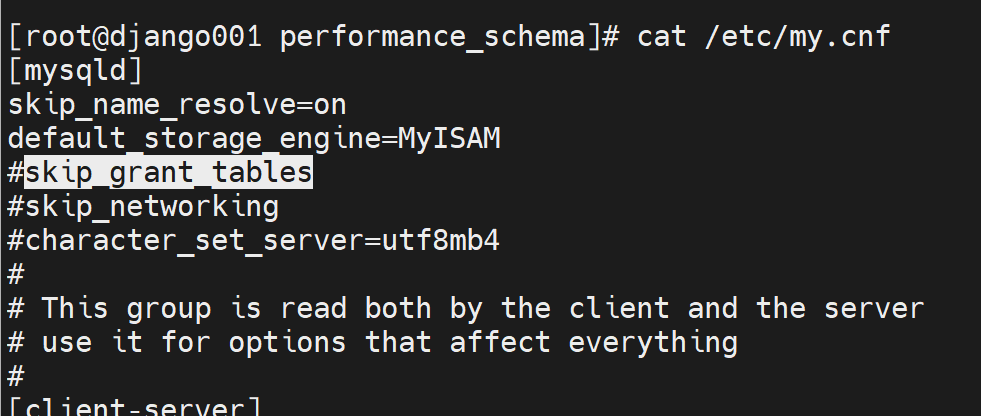 [root@django001 performance_schema]# cat /etc/my.cnf
[mysqld]
skip_name_resolve=on
default_storage_engine=MyISAM
#skip_grant_tables
#skip_networking
#character_set_server=utf8mb4
#
# This group is read both by the client and the server
# use it for options that affect everything
#
[client-server]